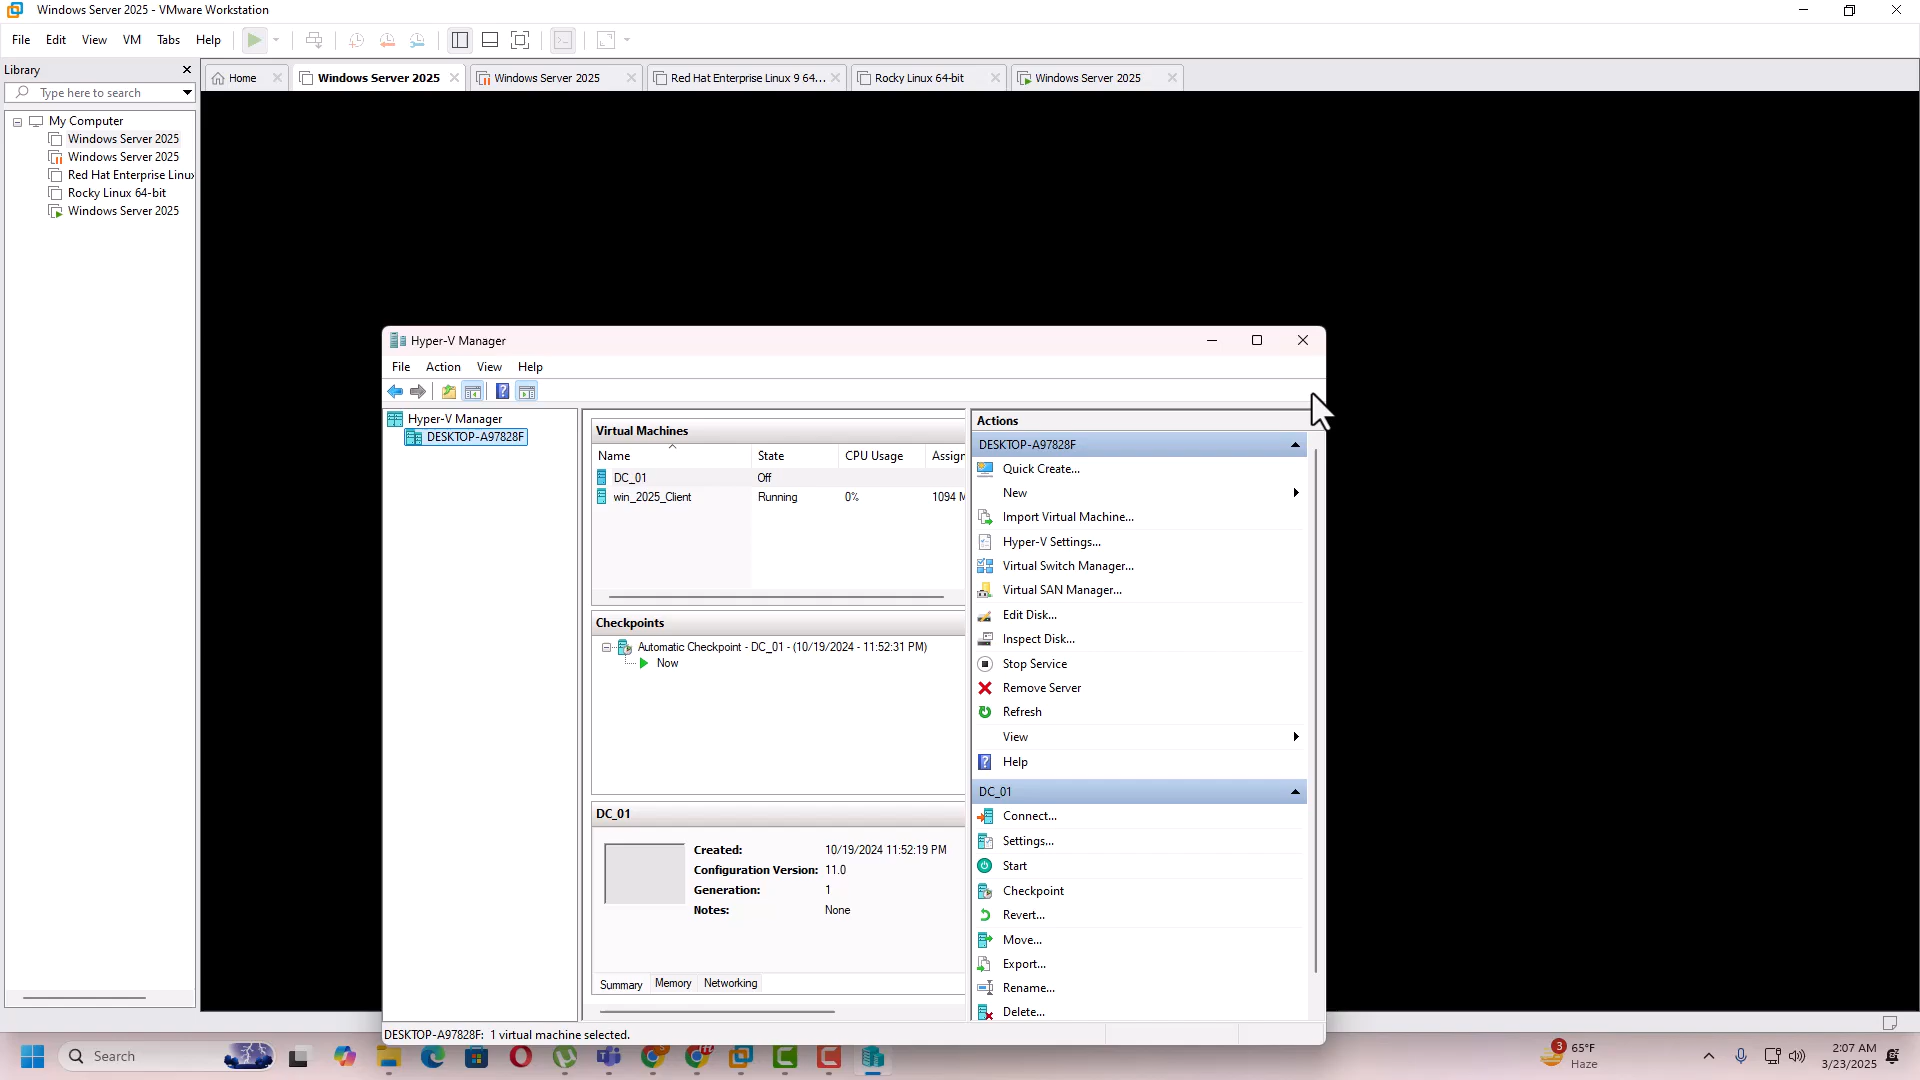 Windows Server 2025 - VMware Workstation
File Edit View VM Tabs Help
Library
Type here to search
Home
Windows Server 2025
Windows Server 2025
Red Hat Enterprise Linux 9 64...
Rocky Linux 64-bit
Windows Server 2025
My Computer
Windows Server 2025
Windows Server 2025
Red Hat Enterprise Linux
Rocky Linux 64-bit
Windows Server 2025
Hyper-V Manager
File Action View Help
Hyper-V Manager
DESKTOP-A97828F
Virtual Machines
Name State CPU Usage Assign
DC_01 Off
win_2025_Client Running 0% 1094 M
Checkpoints
Automatic Checkpoint - DC_01 - (10/19/2024 - 11:52:31 PM)
Now
DC_01
Created: 10/19/2024 11:52:19 PM
Configuration Version: 11.0
Generation: 1
Notes: None
Summary Memory Networking
Actions
DESKTOP-A97828F
Quick Create...
New
Import Virtual Machine...
Hyper-V Settings...
Virtual Switch Manager...
Virtual SAN Manager...
Edit Disk...
Inspect Disk...
Stop Service
Remove Server
Refresh
View
Help
DC_01
Connect...
Settings...
Start
Checkpoint
Revert...
Move...
Export...
Rename...
Delete...
DESKTOP-A97828F: 1 virtual machine selected.
Search
3
65°F
Haze
2:07 AM
3/23/2025